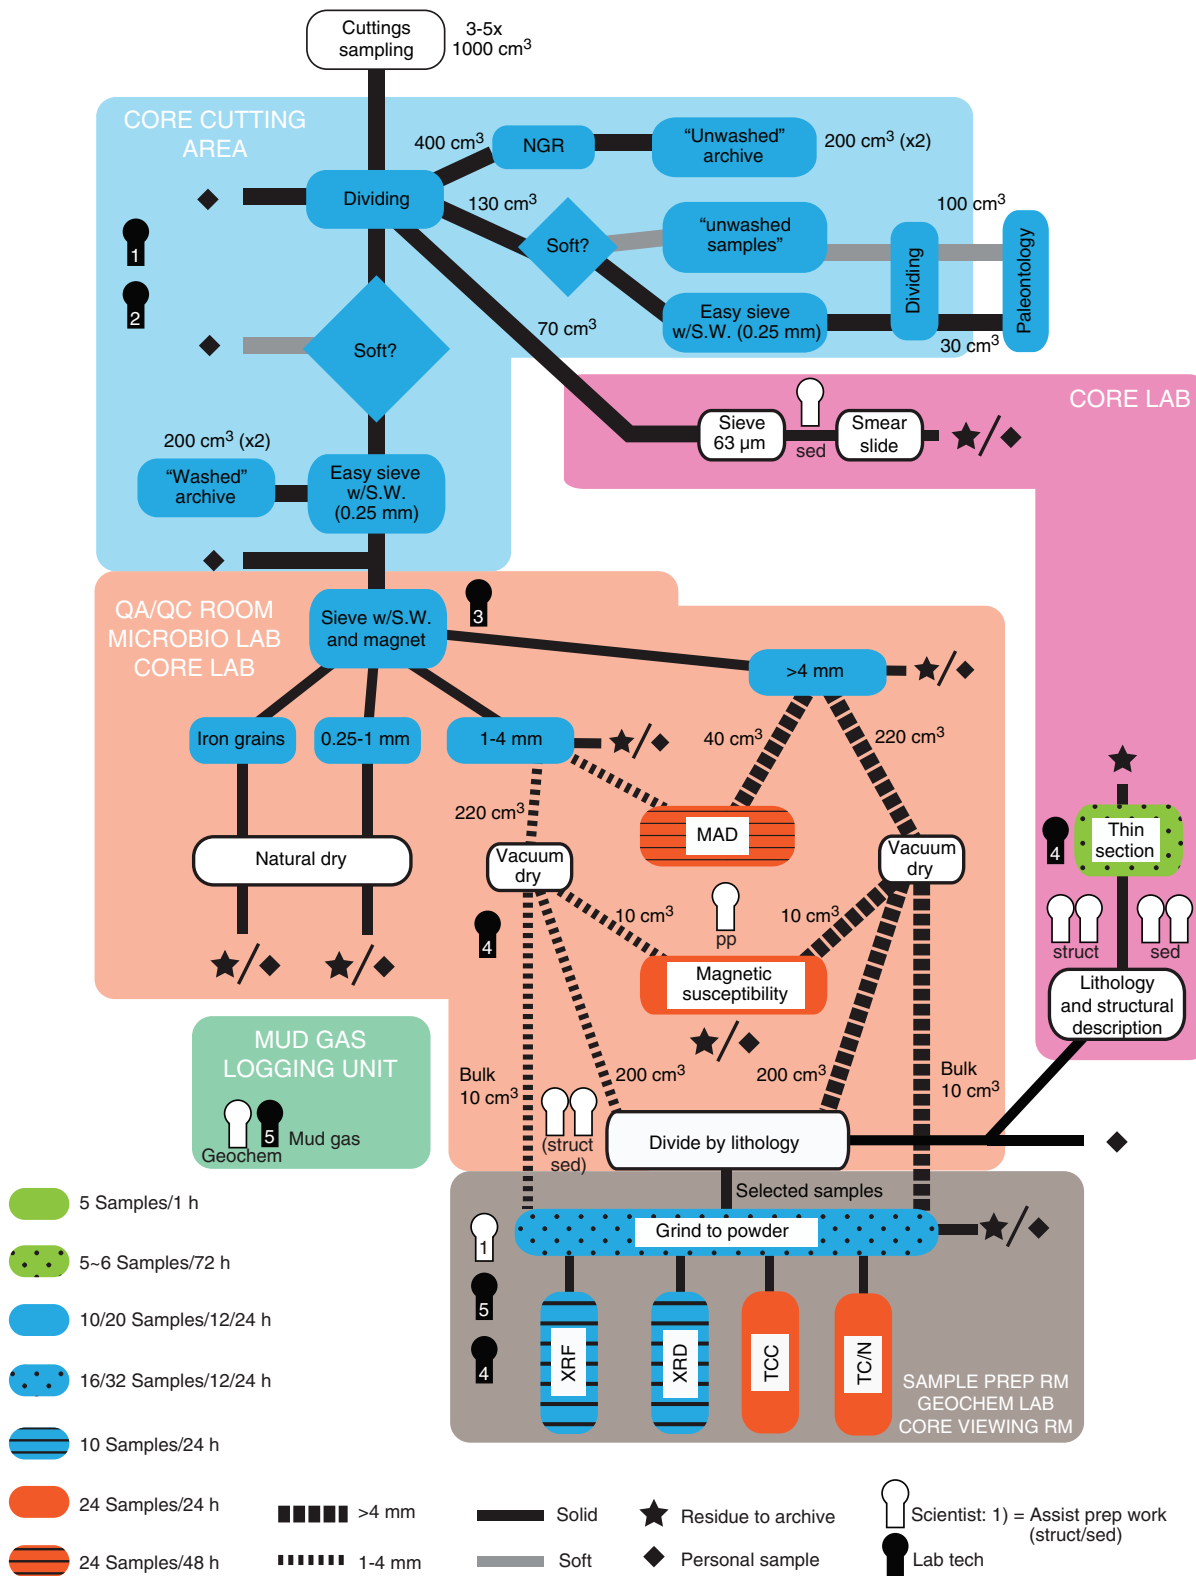 Cuttings
sampling
3-5x
1000 cm³
CORE CUTTING
AREA
400 cm³
NGR
“Unwashed”
archive
200 cm³ (x2)
Dividing
130 cm³
Soft?
“unwashed
samples”
100 cm³
Dividing
Paleontology
1
2
70 cm³
Easy sieve
w/S.W. (0.25 mm)
30 cm³
Soft?
CORE LAB
Sieve
63 µm
sed
Smear
slide
200 cm³ (x2)
“Washed”
archive
Easy sieve
w/S.W.
(0.25 mm)
QA/QC ROOM
MICROBIO LAB
CORE LAB
Sieve w/S.W.
and magnet
3
>4 mm
Iron grains
0.25-1 mm
1-4 mm
40 cm³
220 cm³
220 cm³
MAD
Thin
section
4
Natural dry
Vacuum
dry
Vacuum
dry
4
10 cm³
pp
10 cm³
struct
sed
Magnetic
susceptibility
Lithology
and structural
description
MUD GAS
LOGGING UNIT
Geochem
5
Mud gas
Bulk
10 cm³
200 cm³
200 cm³
Bulk
10 cm³
(struct
sed)
Divide by lithology
Selected samples
Grind to powder
1
5
4
XRF
XRD
TCC
TC/N
SAMPLE PREP RM
GEOCHEM LAB
CORE VIEWING RM
5 Samples/1 h
5~6 Samples/72 h
10/20 Samples/12/24 h
16/32 Samples/12/24 h
10 Samples/24 h
24 Samples/24 h
24 Samples/48 h
>4 mm
1-4 mm
Solid
Soft
Residue to archive
Personal sample
Scientist: 1) = Assist prep work
(struct/sed)
Lab tech